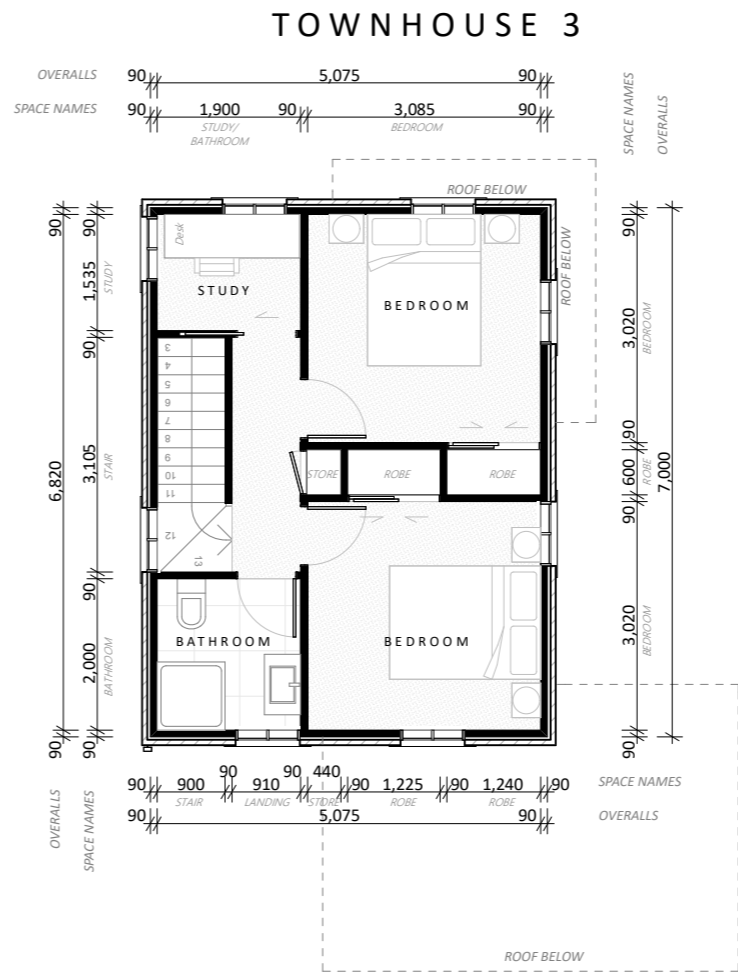 TOWNHOUSE 3
OVERALLS 90 5,075 90
SPACE NAMES 90 1,900 90 3,085 90
STUDY/
BATHROOM
BEDROOM
SPACE NAMES
OVERALLS
ROOF BELOW
ROOF BELOW
90
6,820
90
90
1,535
STUDY
90
3,105
STAIR
90
2,000
BATHROOM
90
OVERALLS
SPACE NAMES
Desk
STUDY
BEDROOM
3
4
5
6
7
8
9
10
11
12
13
STORE
ROBE
ROBE
BATHROOM
BEDROOM
90
3,020
BEDROOM
90
600
ROBE
90
3,020
BEDROOM
90
7,000
90 900 90 910 90 440 90 1,225 90 1,240 90 SPACE NAMES
STAIR LANDING STORE ROBE ROBE
90 5,075 90 OVERALLS
ROOF BELOW